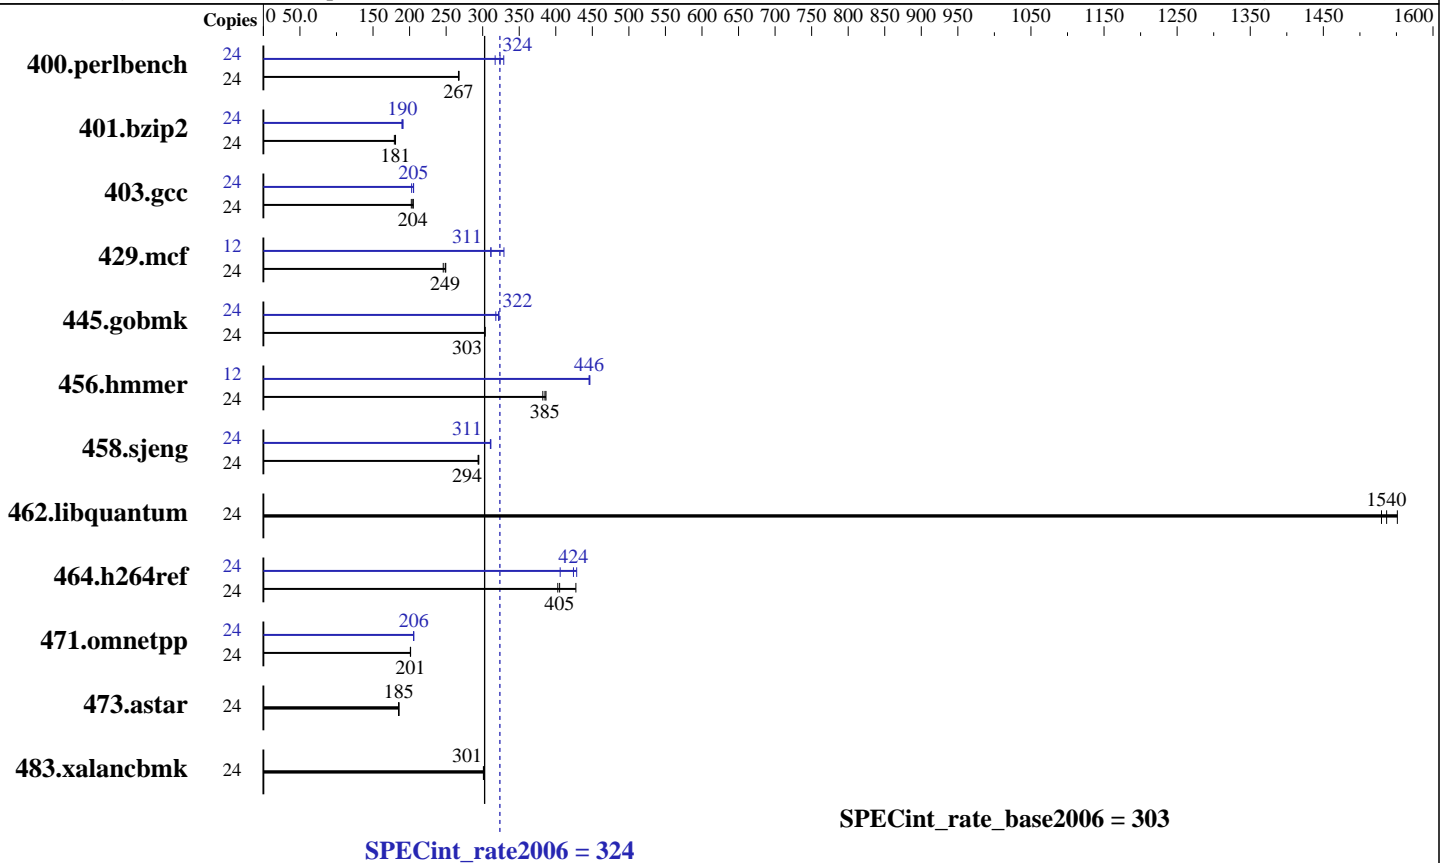 Copies 0 50.0 150 200 250 300 350 400 450 500 550 600 650 700 750 800 850 900 950 1050 1150 1250 1350 1450 1600
400.perlbench 24 324
24 267
401.bzip2 24 190
24 181
403.gcc 24 205
24 204
429.mcf 12 311
24 249
445.gobmk 24 322
24 303
456.hmmer 12 446
24 385
458.sjeng 24 311
24 294
462.libquantum 24 1540
464.h264ref 24 424
24 405
471.omnetpp 24 206
24 201
473.astar 24 185
483.xalancbmk 24 301
SPECint_rate_base2006 = 303
SPECint_rate2006 = 324